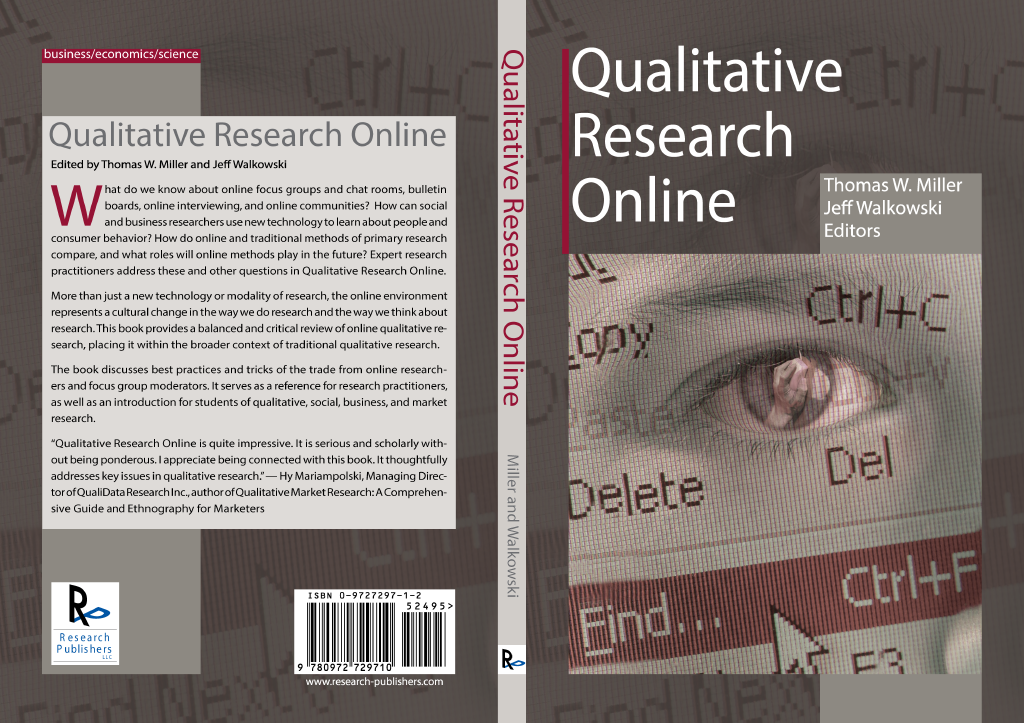 business/economics/science
Qualitative Research Online
Edited by Thomas W. Miller and Jeff Walkowski
What do we know about online focus groups and chat rooms, bulletin
boards, online interviewing, and online communities? How can social
and business researchers use new technology to learn about people and
consumer behavior? How do online and traditional methods of primary research
compare, and what roles will online methods play in the future? Expert research
practitioners address these and other questions in Qualitative Research Online.
More than just a new technology or modality of research, the online environment
represents a cultural change in the way we do research and the way we think about
research. This book provides a balanced and critical review of online qualitative re-
search, placing it within the broader context of traditional qualitative research.
The book discusses best practices and tricks of the trade from online research-
ers and focus group moderators. It serves as a reference for research practitioners,
as well as an introduction for students of qualitative, social, business, and market
research.
“Qualitative Research Online is quite impressive. It is serious and scholarly with-
out being ponderous. I appreciate being connected with this book. It thoughtfully
addresses key issues in qualitative research.” — Hy Mariampolski, Managing Direc-
tor of QualiData Research Inc., author of Qualitative Market Research: A Comprehen-
sive Guide and Ethnography for Marketers
Research
Publishers
LLC
ISBN 0-9727297-1-2
52495>
9 780972 729710
www.research-publishers.com
Qualitative Research Online
Miller and Walkowski
Qualitative
Research
Online
Thomas W. Miller
Jeff Walkowski
Editors
Ctrl+C
Copy
Paste
Del
Delete
Ctrl+F
Find...
F3